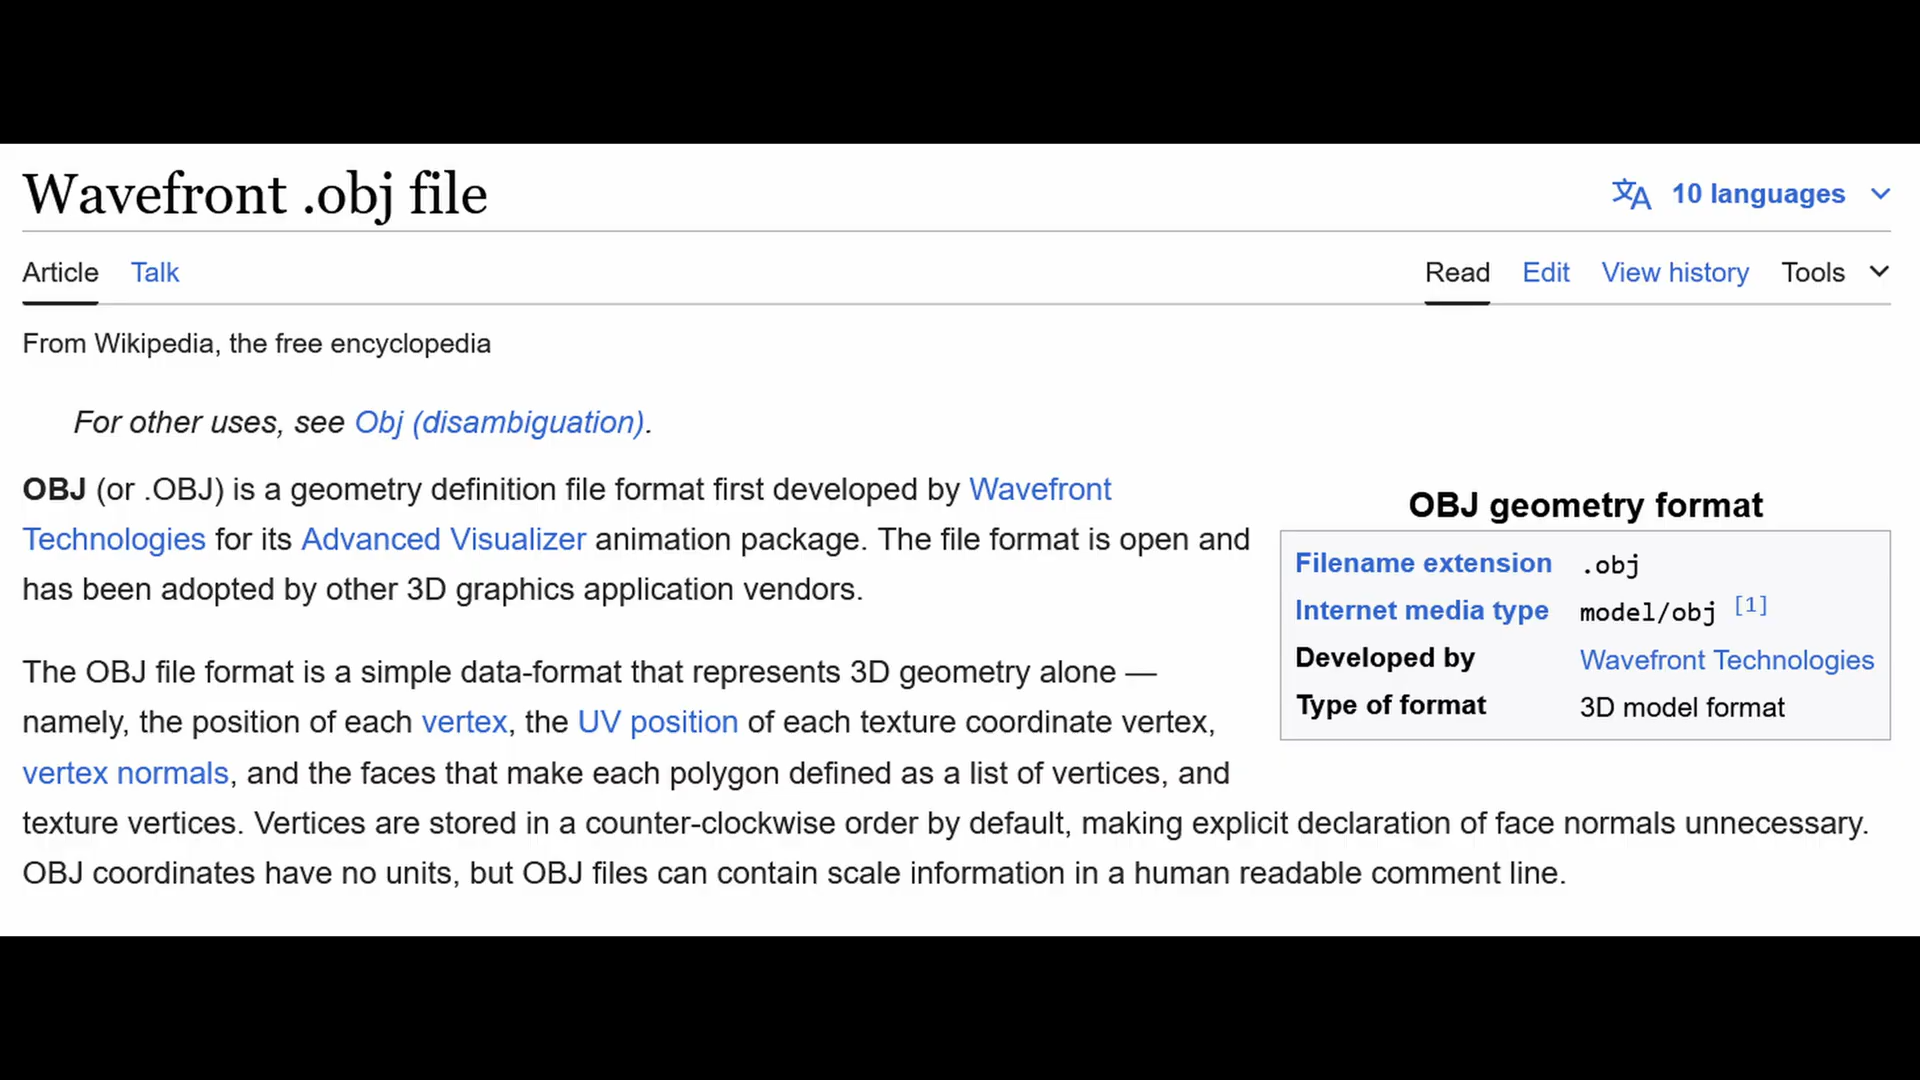 Wavefront .obj file
文A 10 languages
Article Talk Read Edit View history Tools
From Wikipedia, the free encyclopedia
For other uses, see Obj (disambiguation).
OBJ (or .OBJ) is a geometry definition file format first developed by Wavefront
Technologies for its Advanced Visualizer animation package. The file format is open and
has been adopted by other 3D graphics application vendors.
The OBJ file format is a simple data-format that represents 3D geometry alone —
namely, the position of each vertex, the UV position of each texture coordinate vertex,
vertex normals, and the faces that make each polygon defined as a list of vertices, and
texture vertices. Vertices are stored in a counter-clockwise order by default, making explicit declaration of face normals unnecessary.
OBJ coordinates have no units, but OBJ files can contain scale information in a human readable comment line.
OBJ geometry format
Filename extension .obj
Internet media type model/obj [1]
Developed by Wavefront Technologies
Type of format 3D model format